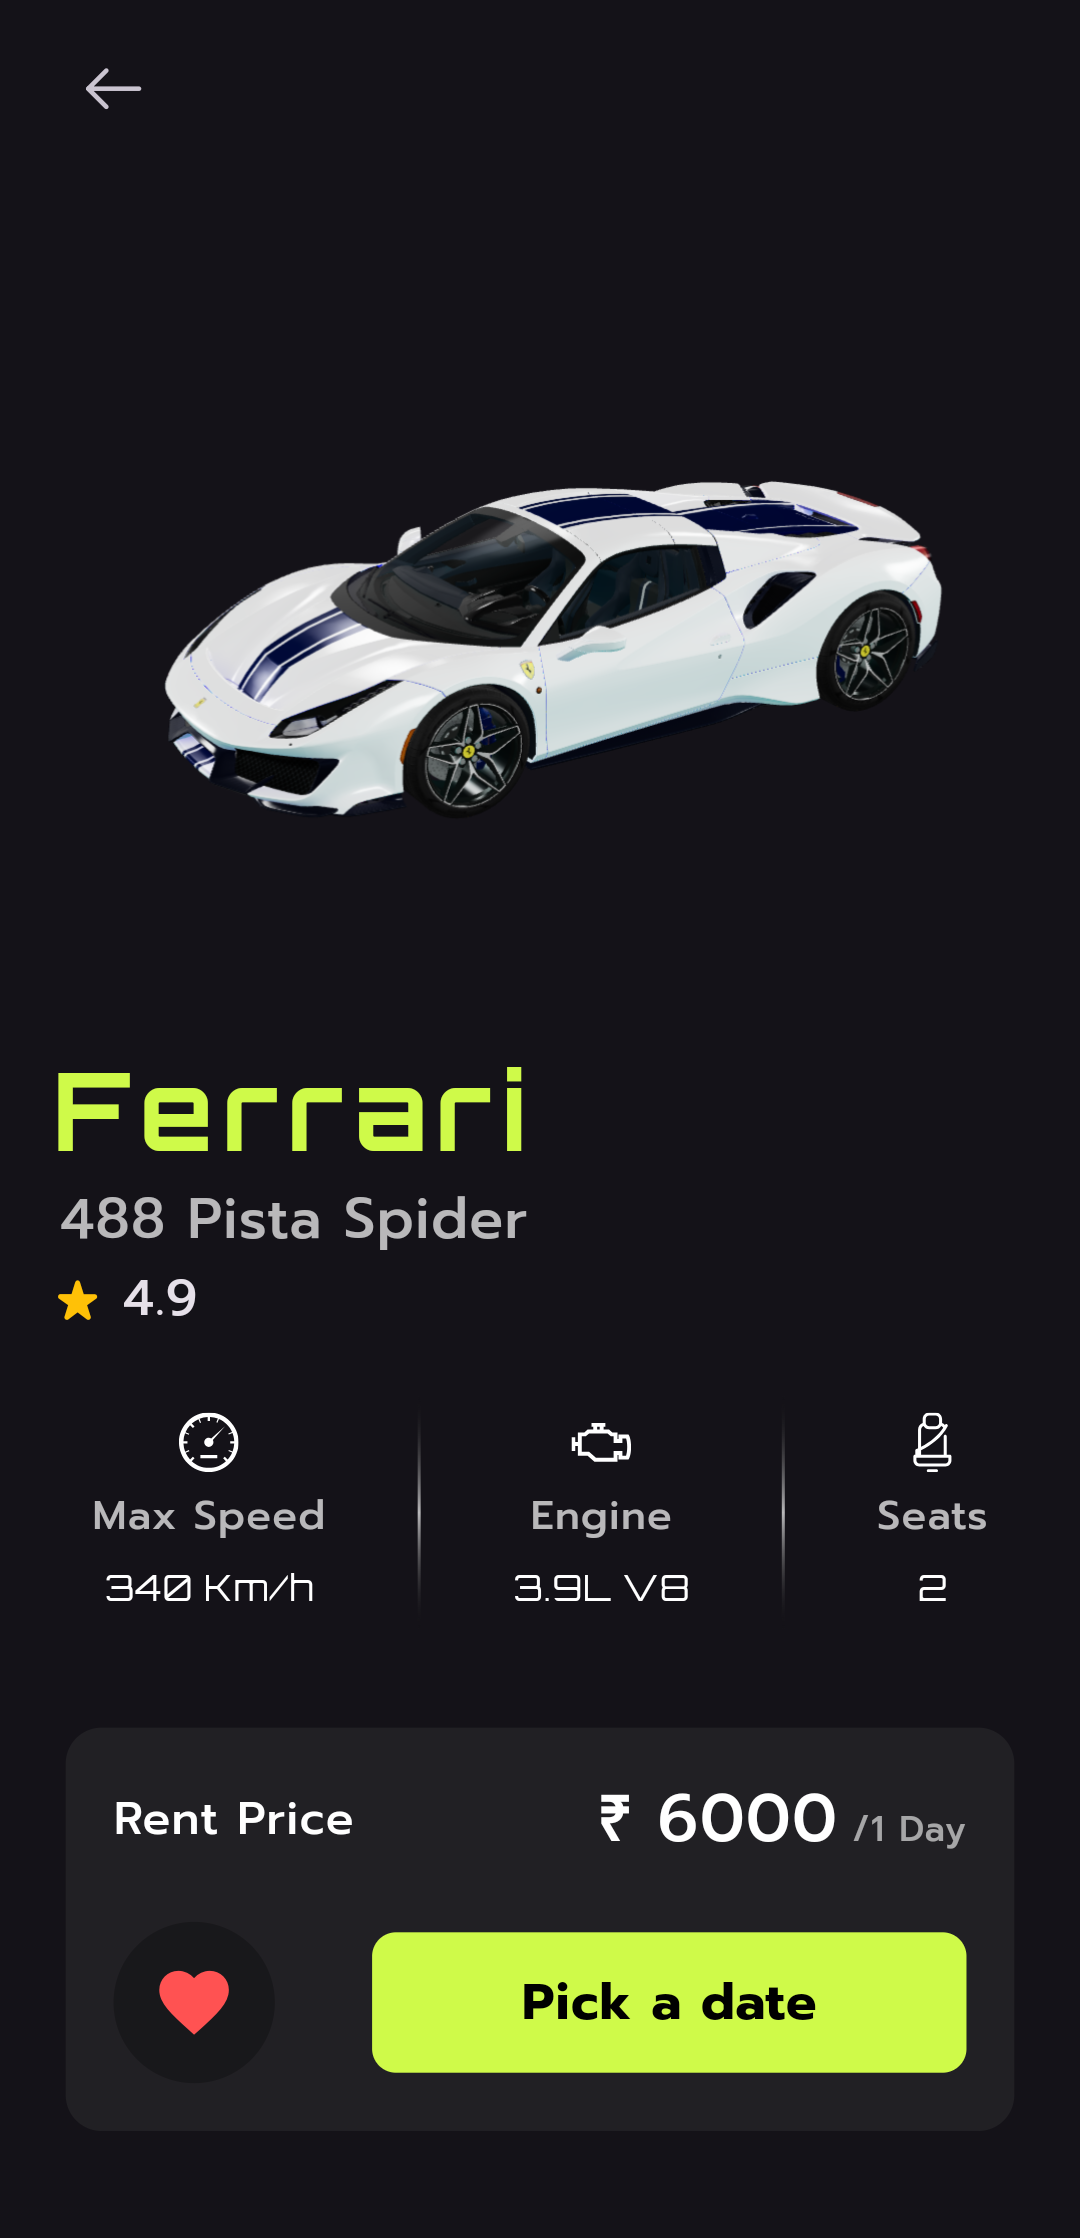 Ferrari
488 Pista Spider
4.9
Max Speed Engine Seats
340 Km/h 3.9L V8 2
Rent Price ₹ 6000 /1 Day
Pick a date